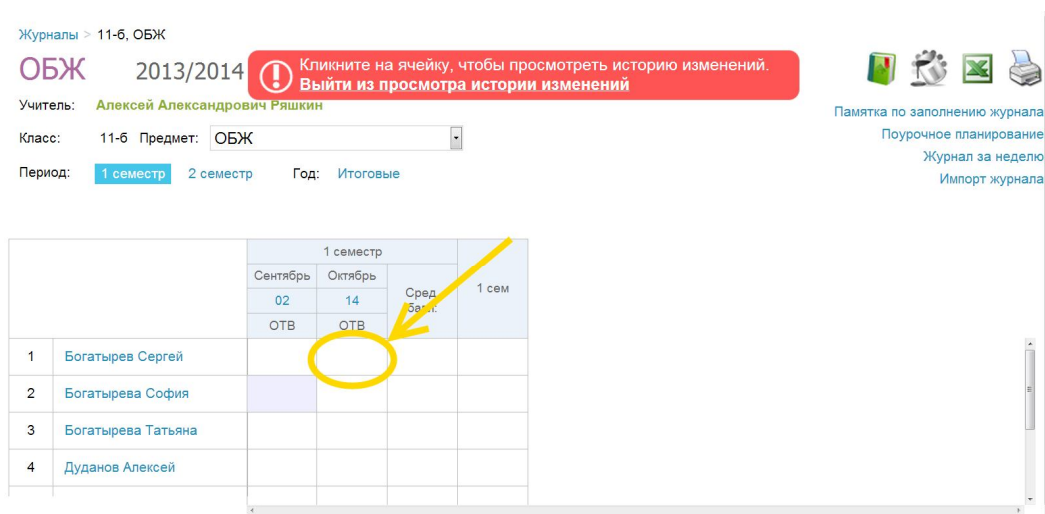 Журналы > 11-б, ОБЖ
ОБЖ 2013/2014
Кликните на ячейку, чтобы просмотреть историю изменений.
Выйти из просмотра истории изменений
Учитель: Алексей Александрович Ряшкин
Памятка по заполнению журнала
Класс: 11-б Предмет: ОБЖ
Поурочное планирование
Журнал за неделю
Период: 1 семестр 2 семестр Год: Итоговые
Импорт журнала
1 семестр
Сентябрь Октябрь
Сред. 1 сем
02 14
ОТВ ОТВ
1 Богатырев Сергей
2 Богатырева София
3 Богатырева Татьяна
4 Дуданов Алексей